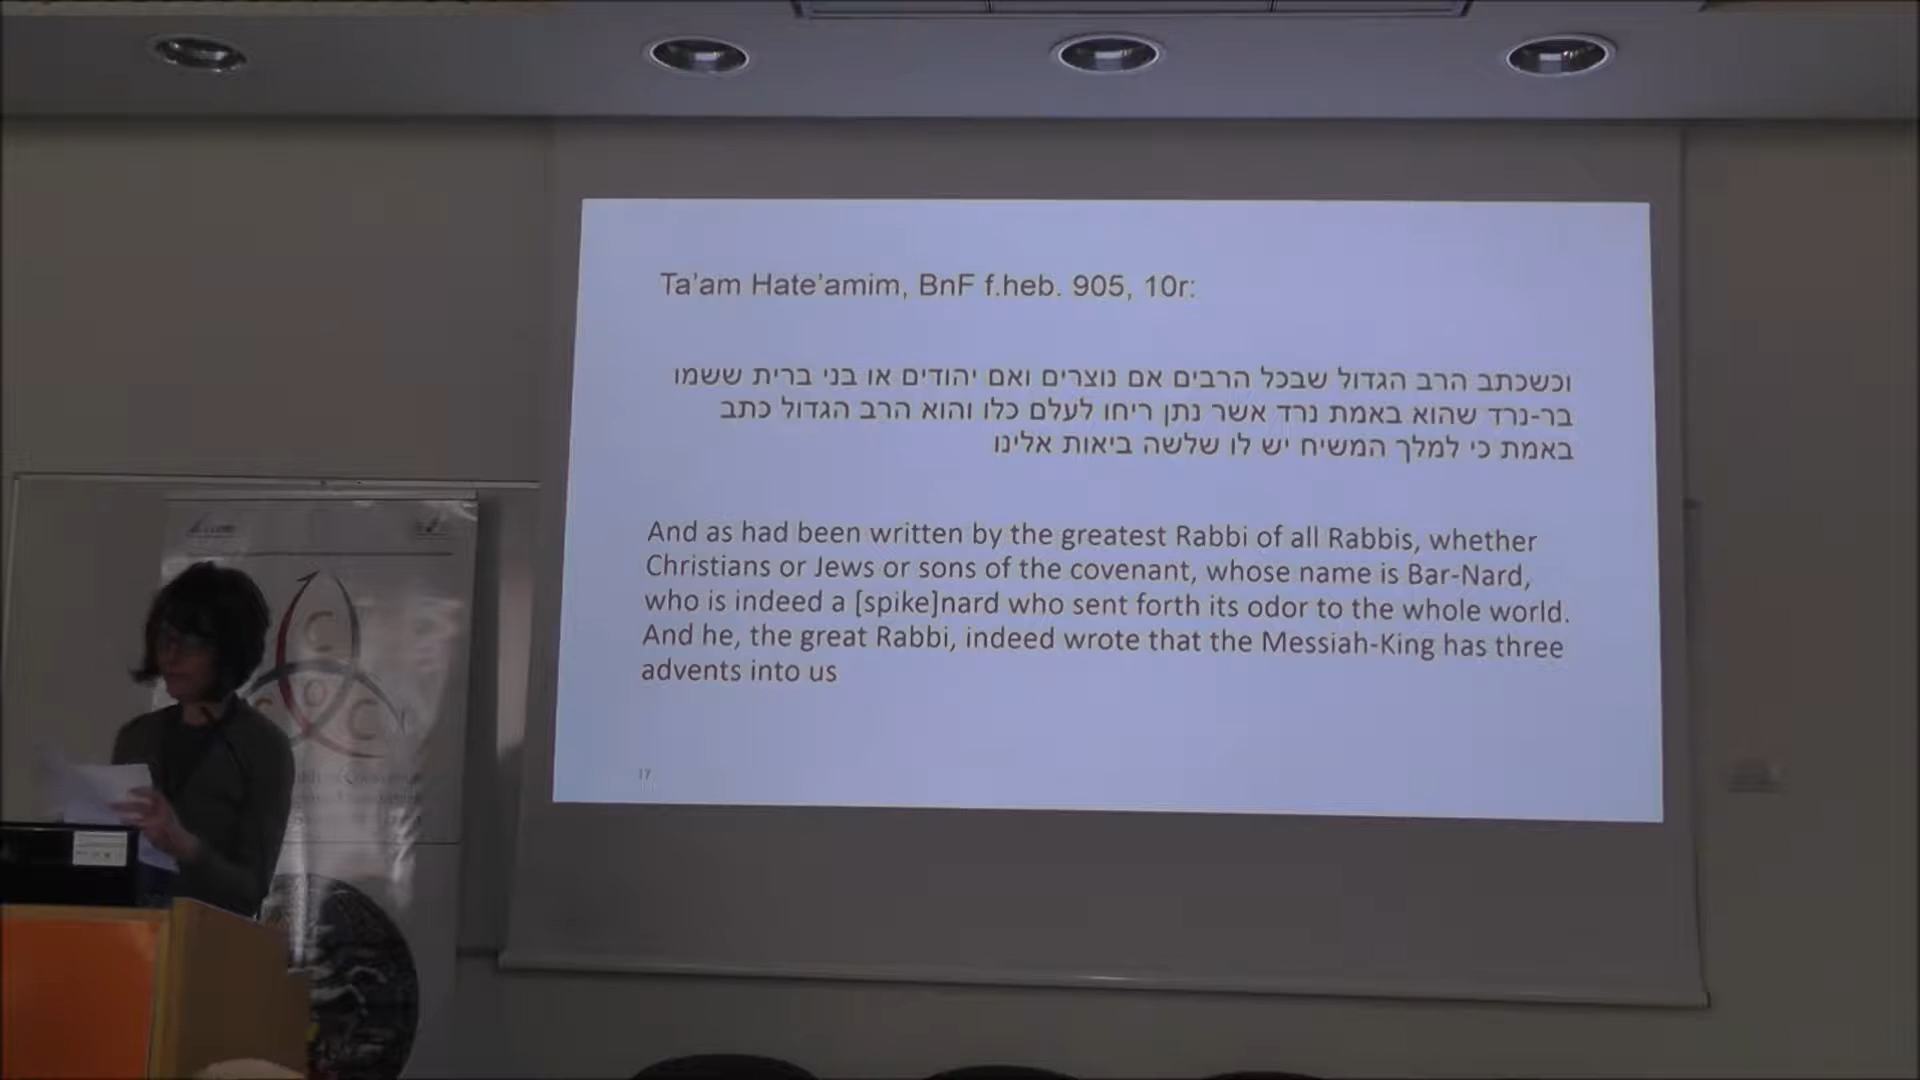 Ta'am Hate'amim, BnF f.heb. 905, 10r:
וכשכתב הרב הגדול שבכל הרבים אם נוצרים ואם יהודים או בני ברית ששמו
בר-נרד שהוא באמת נרד אשר נתן ריחו לעלם כלו והוא הרב הגדול כתב
באמת כי למלך המשיח יש לו שלשה ביאות אלינו
And as had been written by the greatest Rabbi of all Rabbis, whether
Christians or Jews or sons of the covenant, whose name is Bar-Nard,
who is indeed a [spike]nard who sent forth its odor to the whole world.
And he, the great Rabbi, indeed wrote that the Messiah-King has three
advents into us
17
C
O
C